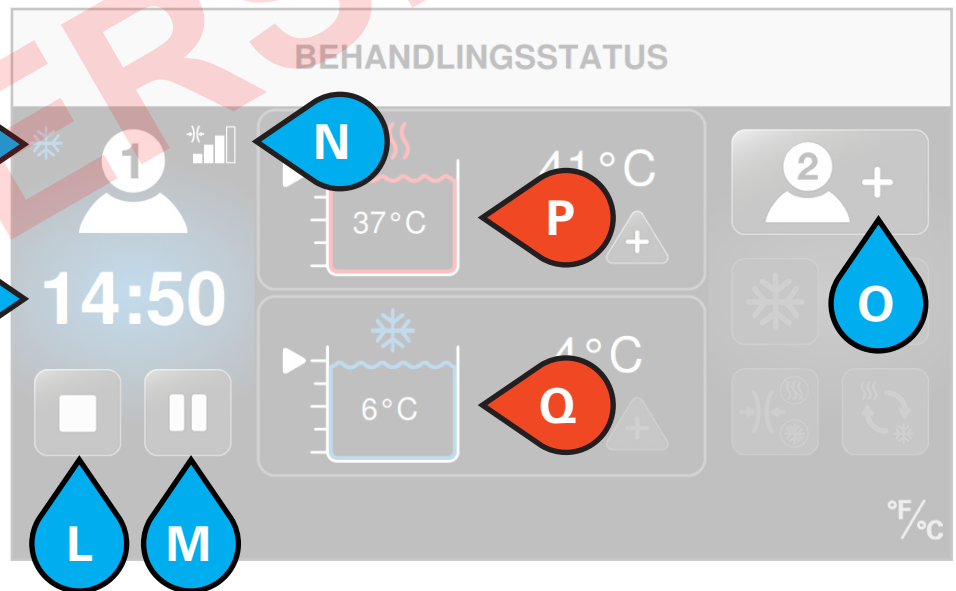 BEHANDLINGSSTATUS
1
N
37°C
41°C
P
+
2
+
O
14:50
6°C
4°C
Q
+
L
M
°F/°C